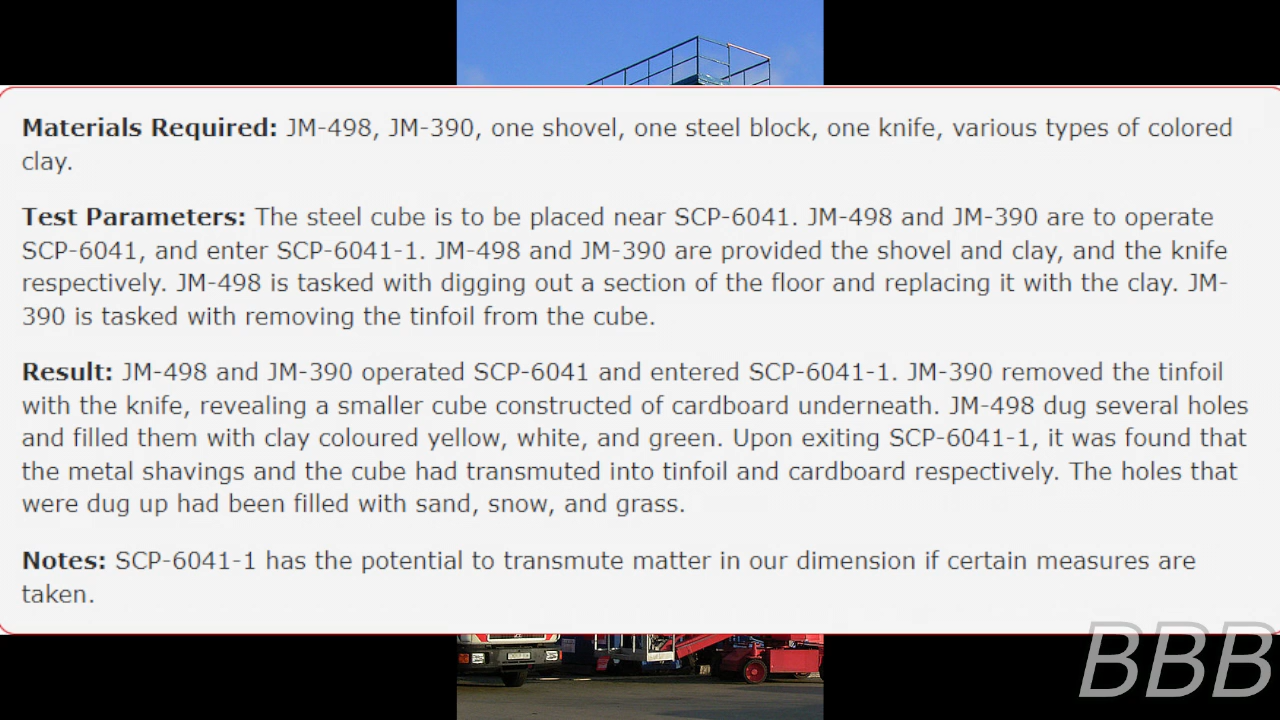 Materials Required: JM-498, JM-390, one shovel, one steel block, one knife, various types of colored
clay.
Test Parameters: The steel cube is to be placed near SCP-6041. JM-498 and JM-390 are to operate
SCP-6041, and enter SCP-6041-1. JM-498 and JM-390 are provided the shovel and clay, and the knife
respectively. JM-498 is tasked with digging out a section of the floor and replacing it with the clay. JM-
390 is tasked with removing the tinfoil from the cube.
Result: JM-498 and JM-390 operated SCP-6041 and entered SCP-6041-1. JM-390 removed the tinfoil
with the knife, revealing a smaller cube constructed of cardboard underneath. JM-498 dug several holes
and filled them with clay coloured yellow, white, and green. Upon exiting SCP-6041-1, it was found that
the metal shavings and the cube had transmuted into tinfoil and cardboard respectively. The holes that
were dug up had been filled with sand, snow, and grass.
Notes: SCP-6041-1 has the potential to transmute matter in our dimension if certain measures are
taken.
BBB